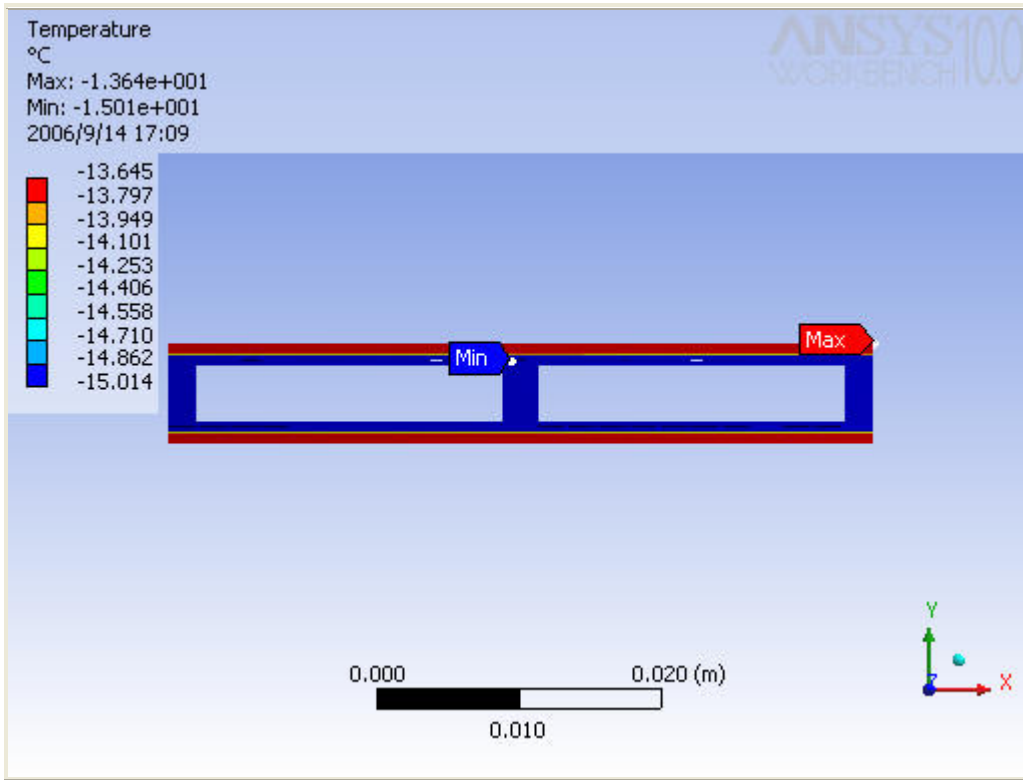 Temperature
°C
Max: -1.364e+001
Min: -1.501e+001
2006/9/14 17:09
ANSYS 10.0
WORKBENCH
-13.645
-13.797
-13.949
-14.101
-14.253
-14.406
-14.558
-14.710
-14.862
-15.014
Max
Min
0.000
0.020 (m)
0.010
Y
Z
X